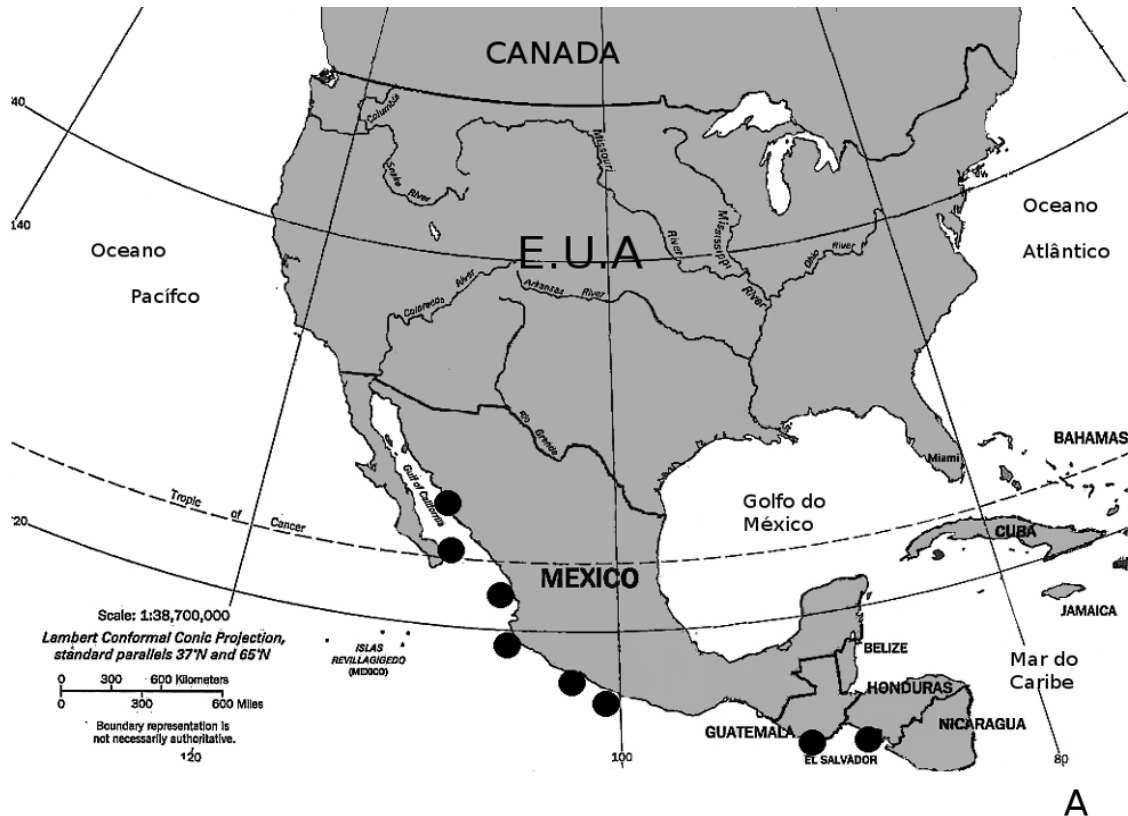 CANADA
Columbia
40
Missouri
Snake River
140
Oceano
Pacífco
Oceano
Atlântico
Mississippi
River
E.U.A
Ohio River
River
Colorados River
Arkansas River
Rio Grande
Miami
BAHAMAS
Gulf of California
Golfo do
México
Tropic of Cancer
20
CUBA
MEXICO
JAMAICA
Scale: 1:38,700,000
Lambert Conformal Conic Projection,
standard parallels 37°N and 65°N
ISLAS
REVILLAGIGEDO
(MEXICO)
BELIZE
Mar do
Caribe
0 300 600 Kilometers
0 300 600 Miles
HONDURAS
NICARAGUA
GUATEMALA
Boundary representation is
not necessarily authoritative.
EL SALVADOR
120
100
80
A